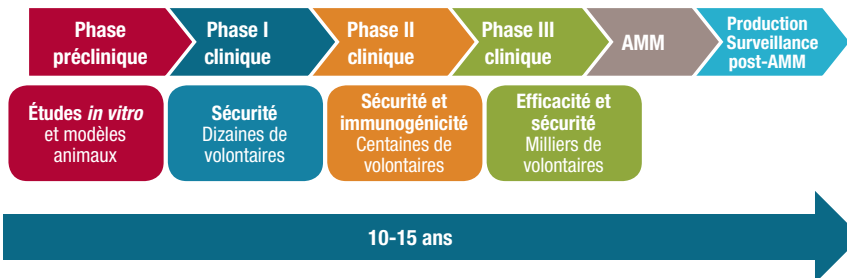 Phase
préclinique
Phase I
clinique
Phase II
clinique
Phase III
clinique
AMM
Production
Surveillance
post-AMM
Études in vitro
et modèles
animaux
Sécurité
Dizaines de
volontaires
Sécurité et
immunogénicité
Centaines de
volontaires
Efficacité et
sécurité
Milliers de
volontaires
10-15 ans